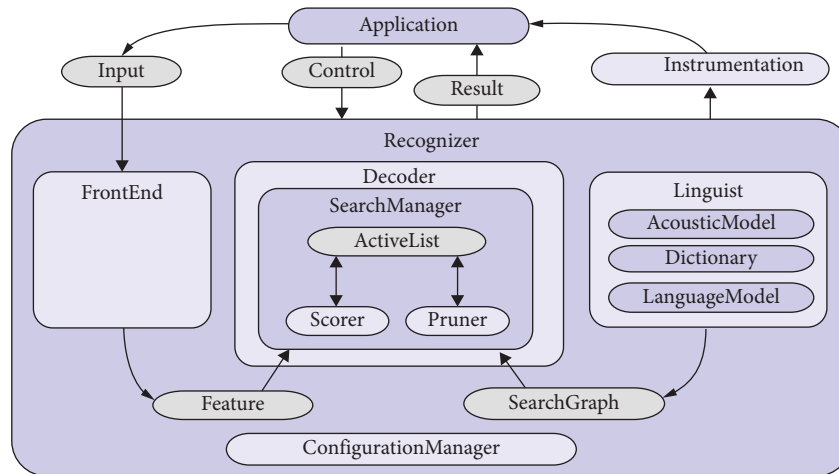 Application
Input
Control
Result
Instrumentation
Recognizer
FrontEnd
Decoder
SearchManager
ActiveList
Scorer
Pruner
Linguist
AcousticModel
Dictionary
LanguageModel
Feature
SearchGraph
ConfigurationManager